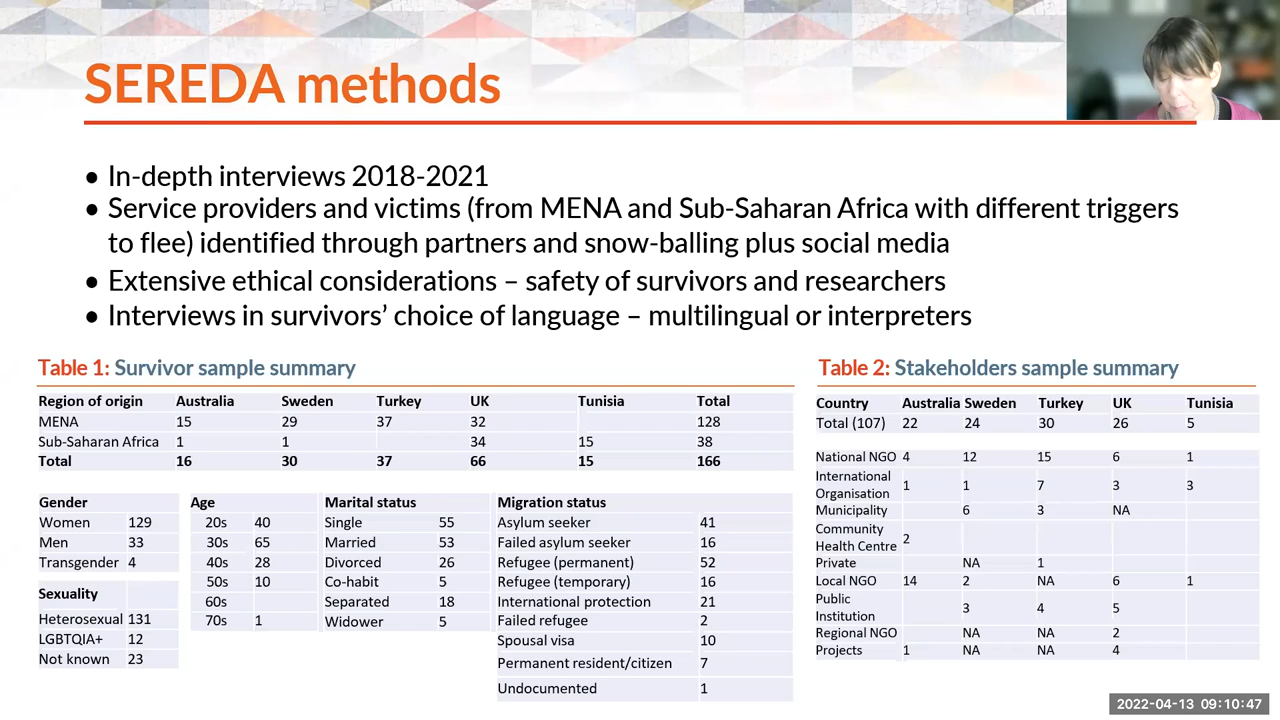 SEREDA methods
• In-depth interviews 2018-2021
• Service providers and victims (from MENA and Sub-Saharan Africa with different triggers
to flee) identified through partners and snow-balling plus social media
• Extensive ethical considerations – safety of survivors and researchers
• Interviews in survivors’ choice of language – multilingual or interpreters
Table 1: Survivor sample summary
Region of origin Australia Sweden Turkey UK Tunisia Total
MENA 15 29 37 32 128
Sub-Saharan Africa 1 1 34 15 38
Total 16 30 37 66 15 166
Gender
Women 129
Men 33
Transgender 4
Sexuality
Heterosexual 131
LGBTQIA+ 12
Not known 23
Age
20s 40
30s 65
40s 28
50s 10
60s
70s 1
Marital status
Single 55
Married 53
Divorced 26
Co-habit 5
Separated 18
Widower 5
Migration status
Asylum seeker 41
Failed asylum seeker 16
Refugee (permanent) 52
Refugee (temporary) 16
International protection 21
Failed refugee 2
Spousal visa 10
Permanent resident/citizen 7
Undocumented 1
Table 2: Stakeholders sample summary
Country Australia Sweden Turkey UK Tunisia
Total (107) 22 24 30 26 5
National NGO 4 12 15 6 1
International
Organisation 1 1 7 3 3
Municipality 6 3 NA
Community
Health Centre 2
Private NA 1
Local NGO 14 2 NA 6 1
Public
Institution 3 4 5
Regional NGO NA NA 2
Projects 1 NA NA 4
2022-04-13 09:10:47